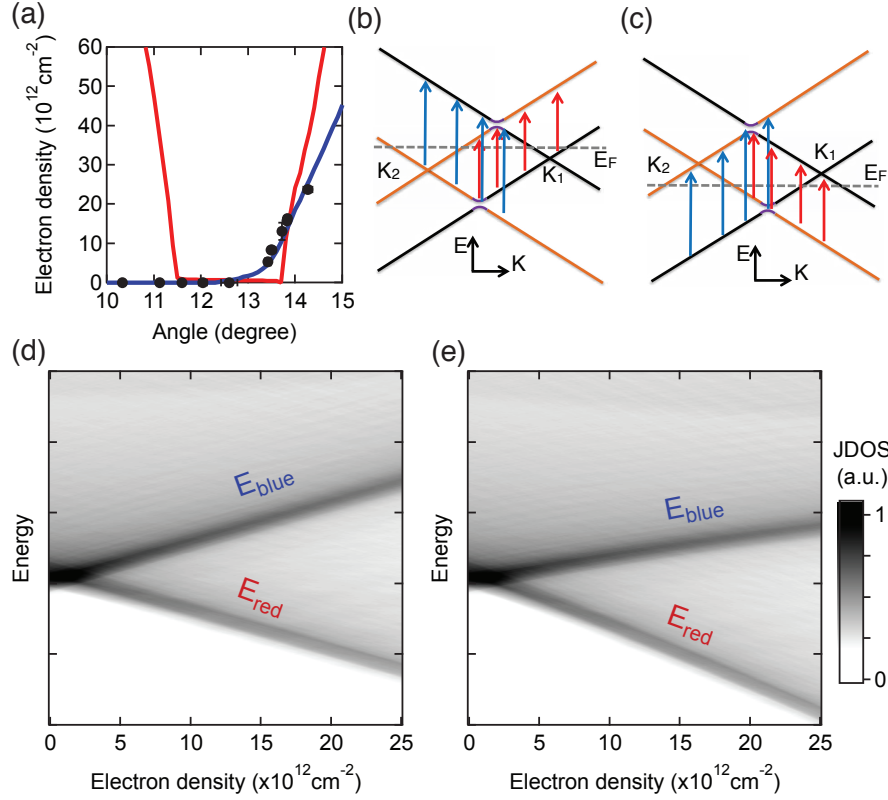 (a)
Electron density (10¹²cm⁻²)
60
50
40
30
20
10
0
10 11 12 13 14 15
Angle (degree)
(b)
K₂
K₁
E_F
E
K
(c)
K₂
K₁
E_F
E
K
(d)
Energy
E_blue
E_red
0 5 10 15 20 25
Electron density (x10¹²cm⁻²)
(e)
Energy
E_blue
E_red
0 5 10 15 20 25
Electron density (x10¹²cm⁻²)
JDOS
(a.u.)
1
0